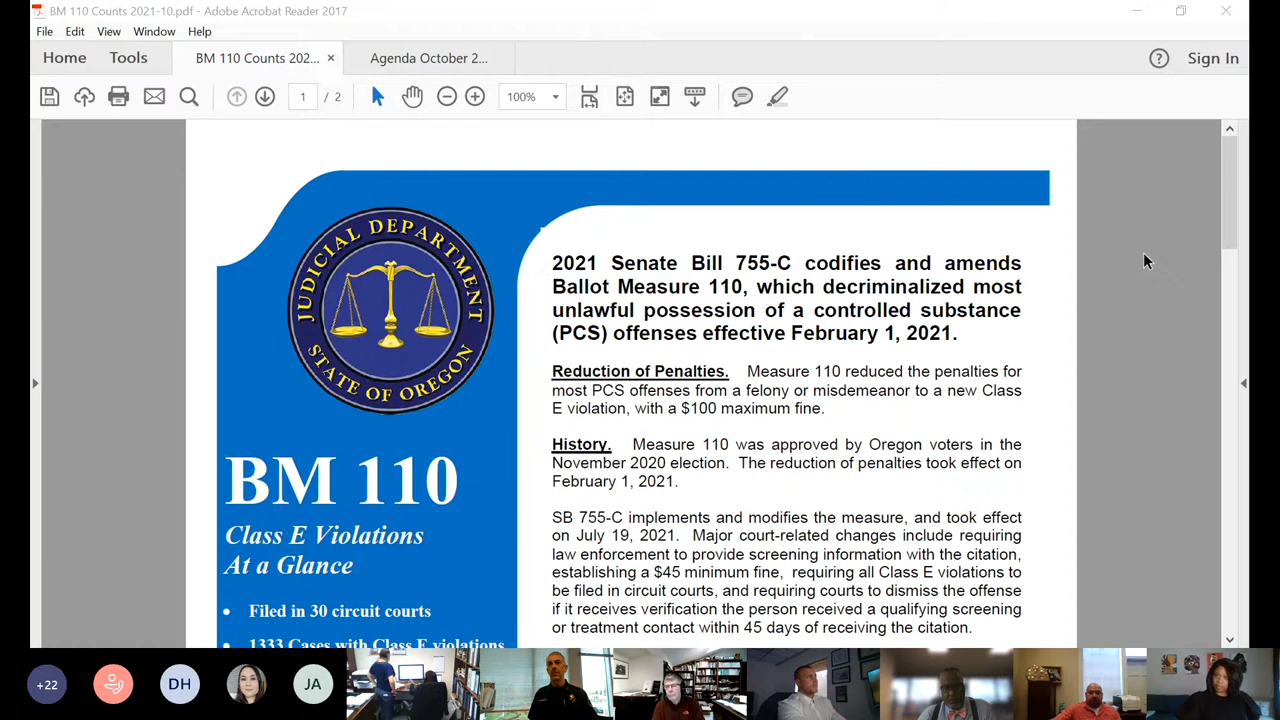 BM 110 Counts 2021-10.pdf - Adobe Acrobat Reader 2017
File Edit View Window Help
Home Tools BM 110 Counts 202... × Agenda October 2... Sign In
1 / 2 100%
JUDICIAL DEPARTMENT
STATE OF OREGON
BM 110
Class E Violations
At a Glance
• Filed in 30 circuit courts
• 1333 Cases with Class E violations
2021 Senate Bill 755-C codifies and amends
Ballot Measure 110, which decriminalized most
unlawful possession of a controlled substance
(PCS) offenses effective February 1, 2021.
Reduction of Penalties. Measure 110 reduced the penalties for
most PCS offenses from a felony or misdemeanor to a new Class
E violation, with a $100 maximum fine.
History. Measure 110 was approved by Oregon voters in the
November 2020 election. The reduction of penalties took effect on
February 1, 2021.
SB 755-C implements and modifies the measure, and took effect
on July 19, 2021. Major court-related changes include requiring
law enforcement to provide screening information with the citation,
establishing a $45 minimum fine, requiring all Class E violations to
be filed in circuit courts, and requiring courts to dismiss the offense
if it receives verification the person received a qualifying screening
or treatment contact within 45 days of receiving the citation.
+22 DH JA